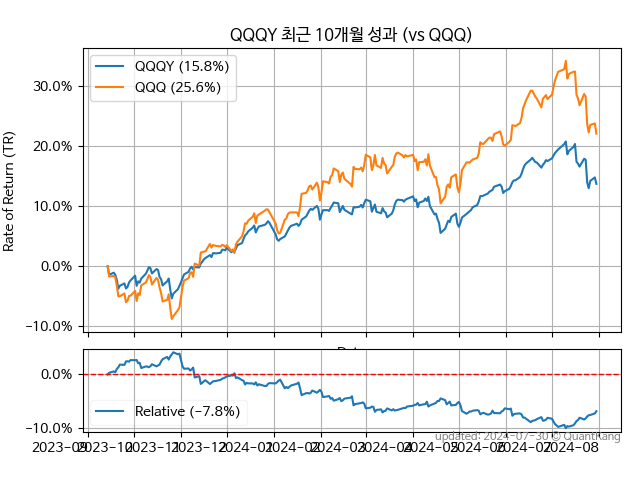 QQQY 최근 10개월 성과 (vs QQQ)
QQQY (15.8%)
QQQ (25.6%)
Rate of Return (TR)
30.0%
20.0%
10.0%
0.0%
−10.0%
0.0%
−10.0%
Relative (−7.8%)
updated: 2024-07-30 © QuantKang
2023-09 2023-10 2023-11 2023-12 2024-01 2024-02 2024-03 2024-04 2024-05 2024-06 2024-07 2024-08